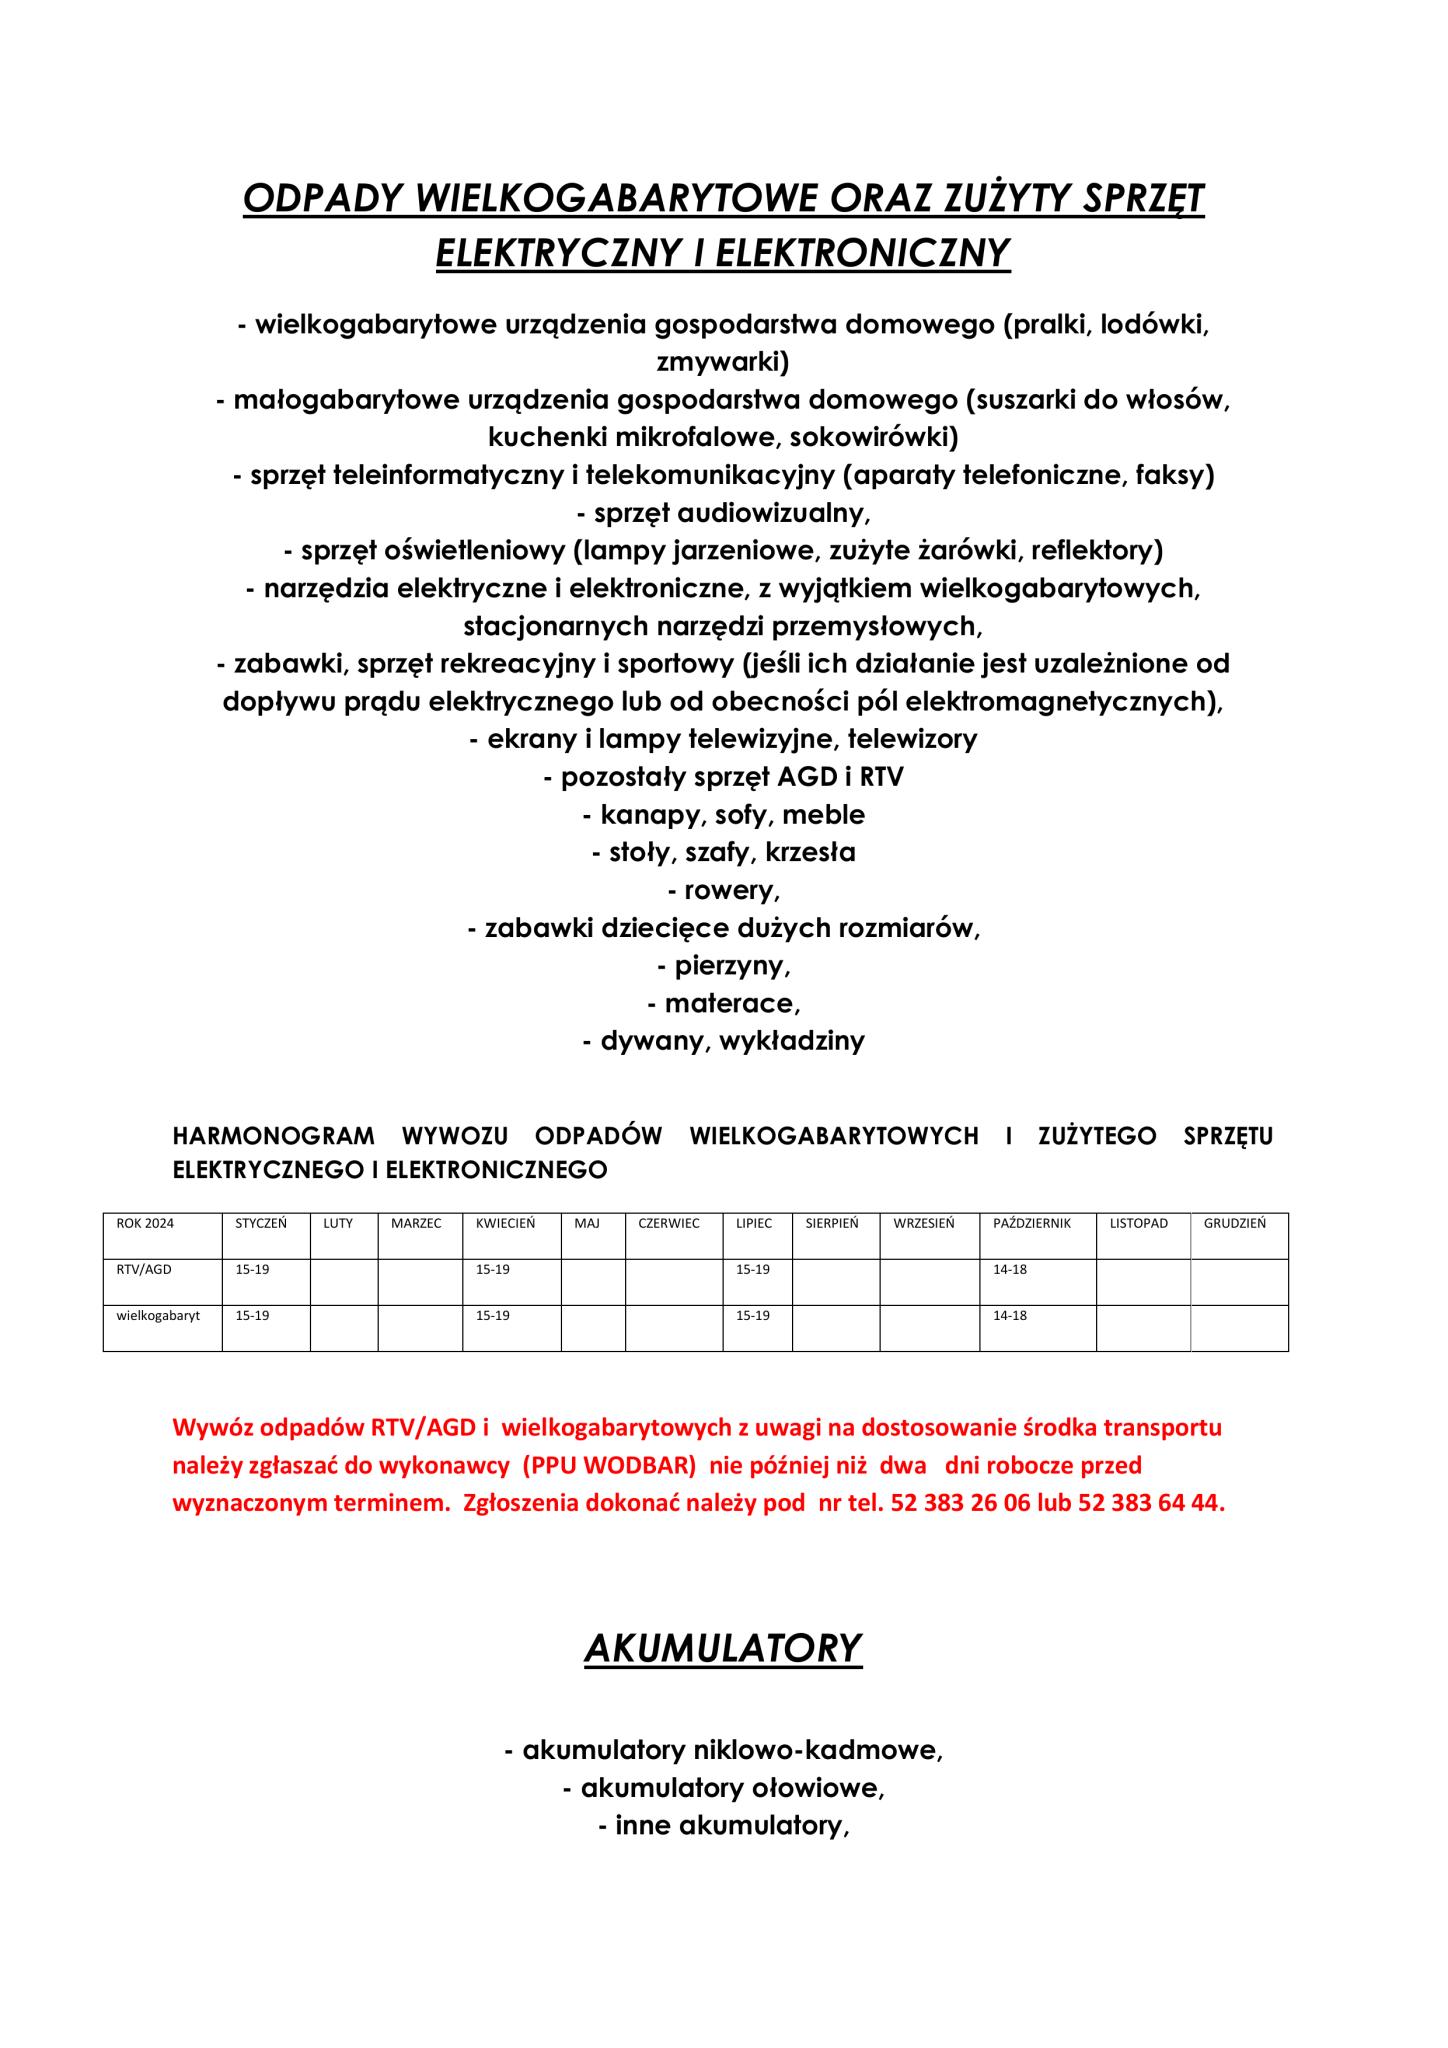 ODPADY WIELKOGABARYTOWE ORAZ ZUŻYTY SPRZĘT
ELEKTRYCZNY I ELEKTRONICZNY
- wielkogabarytowe urządzenia gospodarstwa domowego (pralki, lodówki,
zmywarki)
- małogabarytowe urządzenia gospodarstwa domowego (suszarki do włosów,
kuchenki mikrofalowe, sokowirówki)
- sprzęt teleinformatyczny i telekomunikacyjny (aparaty telefoniczne, faksy)
- sprzęt audiowizualny,
- sprzęt oświetleniowy (lampy jarzeniowe, zużyte żarówki, reflektory)
- narzędzia elektryczne i elektroniczne, z wyjątkiem wielkogabarytowych,
stacjonarnych narzędzi przemysłowych,
- zabawki, sprzęt rekreacyjny i sportowy (jeśli ich działanie jest uzależnione od
dopływu prądu elektrycznego lub od obecności pól elektromagnetycznych),
- ekrany i lampy telewizyjne, telewizory
- pozostały sprzęt AGD i RTV
- kanapy, sofy, meble
- stoły, szafy, krzesła
- rowery,
- zabawki dziecięce dużych rozmiarów,
- pierzyny,
- materace,
- dywany, wykładziny
HARMONOGRAM WYWOZU ODPADÓW WIELKOGABARYTOWYCH I ZUŻYTEGO SPRZĘTU
ELEKTRYCZNEGO I ELEKTRONICZNEGO
ROK 2024 STYCZEŃ LUTY MARZEC KWIECIEŃ MAJ CZERWIEC LIPIEC SIERPIEŃ WRZESIEŃ PAŹDZIERNIK LISTOPAD GRUDZIEŃ
RTV/AGD 15-19 15-19 15-19 14-18
wielkogabaryt 15-19 15-19 15-19 14-18
Wywóz odpadów RTV/AGD i wielkogabarytowych z uwagi na dostosowanie środka transportu
należy zgłaszać do wykonawcy (PPU WODBAR) nie później niż dwa dni robocze przed
wyznaczonym terminem. Zgłoszenia dokonać należy pod nr tel. 52 383 26 06 lub 52 383 64 44.
AKUMULATORY
- akumulatory niklowo-kadmowe,
- akumulatory ołowiowe,
- inne akumulatory,